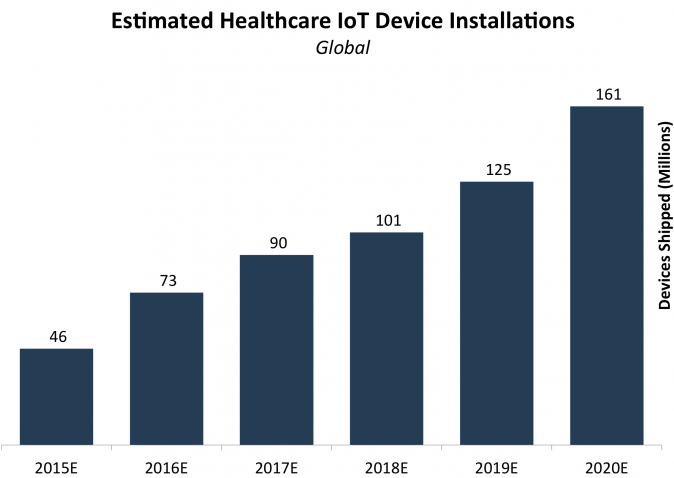 Estimated Healthcare IoT Device Installations
Global
161
125
101
90
73
46
Devices Shipped (Millions)
2015E 2016E 2017E 2018E 2019E 2020E